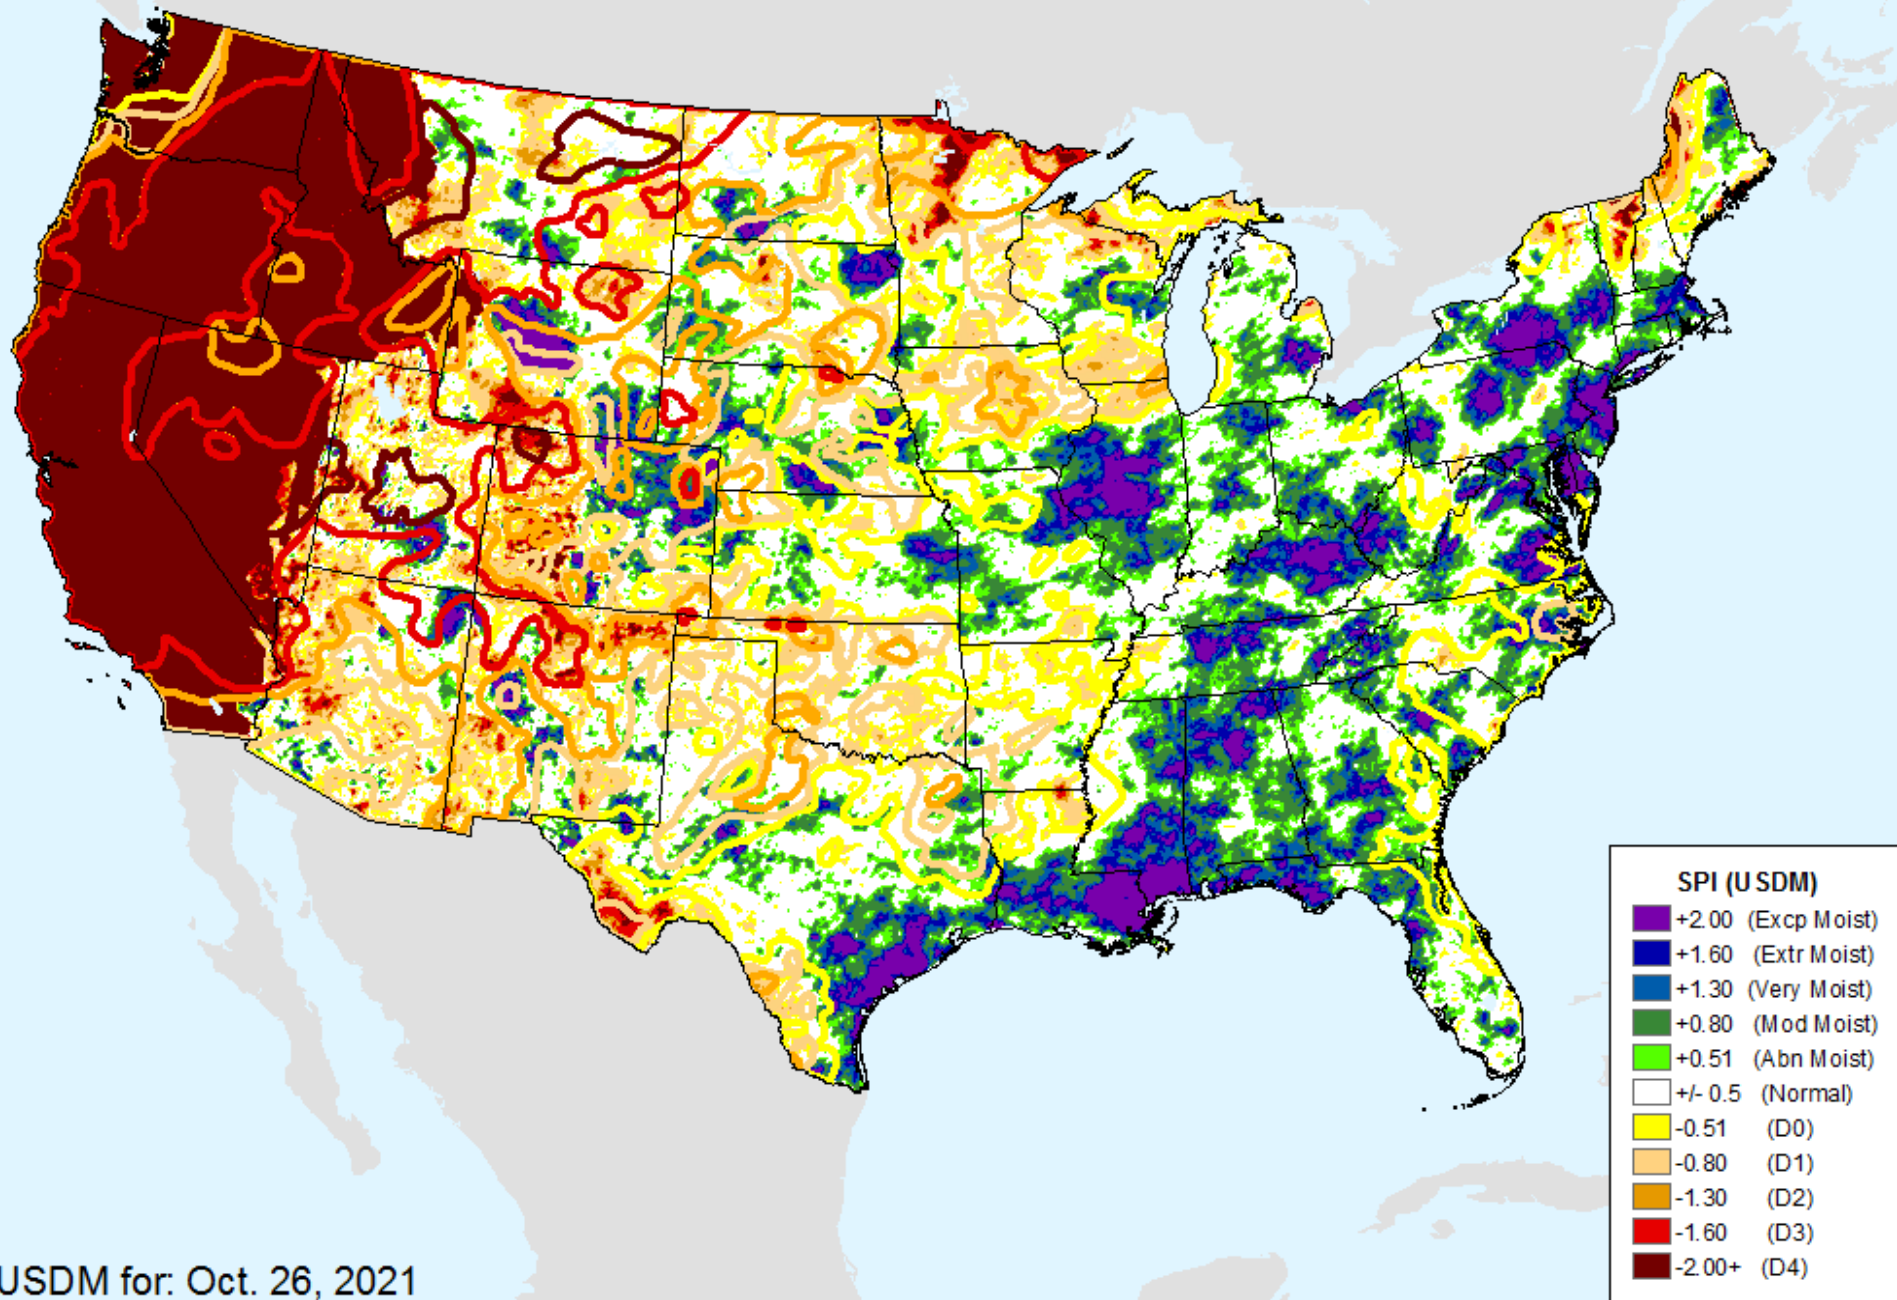 SPI (USDM)
+2.00 (Excp Moist)
+1.60 (Extr Moist)
+1.30 (Very Moist)
+0.80 (Mod Moist)
+0.51 (Abn Moist)
+/- 0.5 (Normal)
-0.51 (D0)
-0.80 (D1)
-1.30 (D2)
-1.60 (D3)
-2.00+ (D4)
USDM for: Oct. 26, 2021